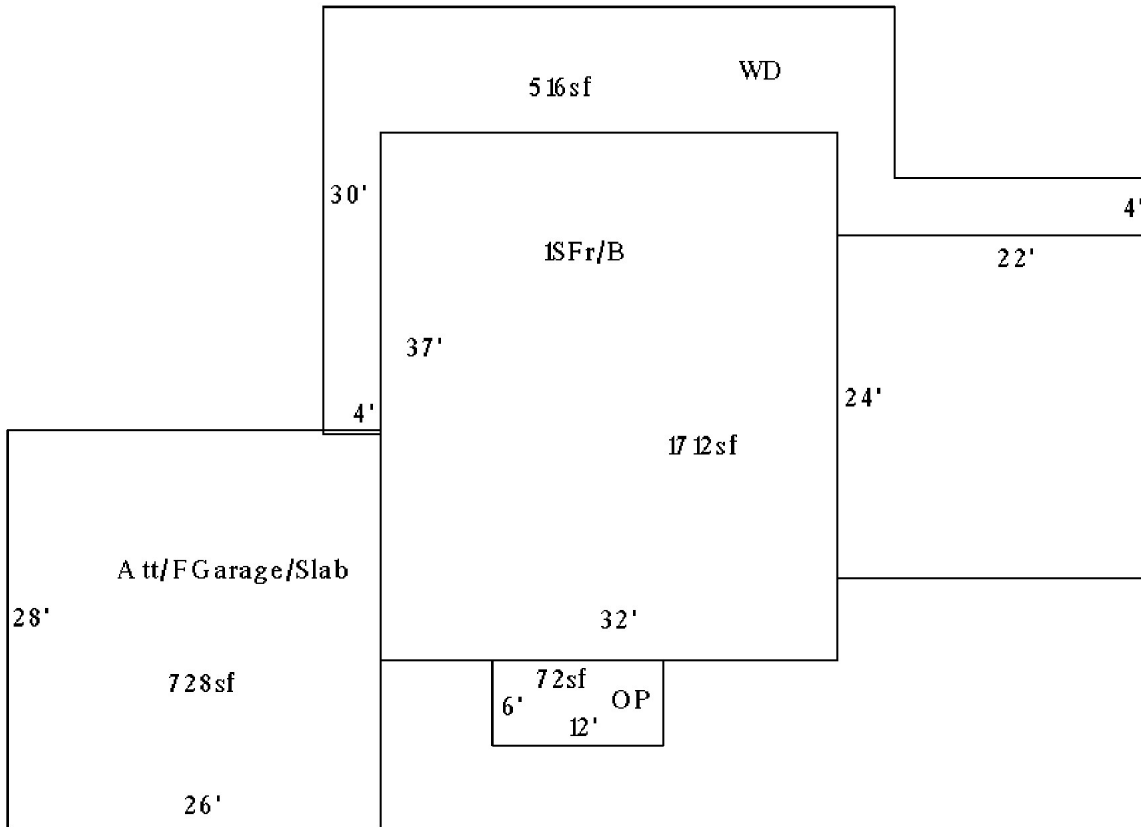 WD
516sf
30'
4'
1SFr/B
22'
37'
24'
4'
1712sf
Att/FGarage/Slab
28'
32'
72sf
728sf
6'
OP
12'
26'